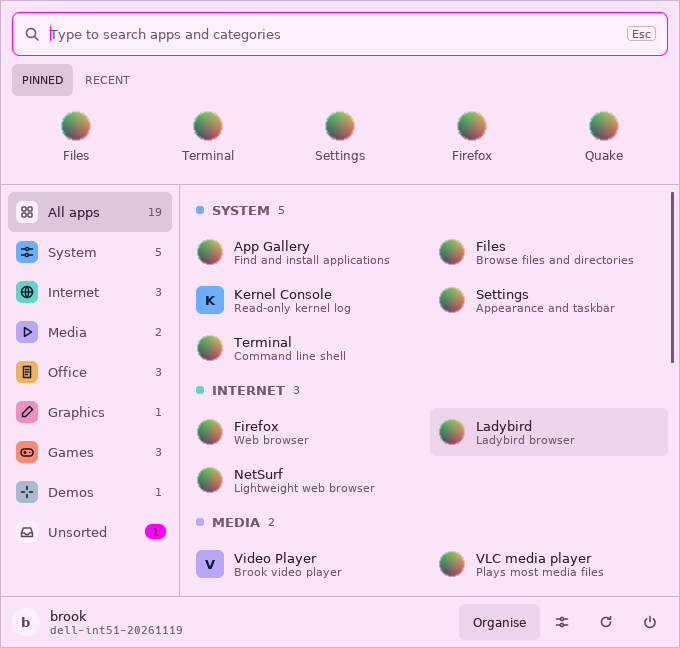 Type to search apps and categories
Esc
PINNED
RECENT
Files
Terminal
Settings
Firefox
Quake
All apps 19
System 5
Internet 3
Media 2
Office 3
Graphics 1
Games 3
Demos 1
Unsorted 1
SYSTEM 5
App Gallery
Find and install applications
Files
Browse files and directories
K
Kernel Console
Read-only kernel log
Settings
Appearance and taskbar
Terminal
Command line shell
INTERNET 3
Firefox
Web browser
Ladybird
Ladybird browser
NetSurf
Lightweight web browser
MEDIA 2
V
Video Player
Brook video player
VLC media player
Plays most media files
b
brook
dell-int51-20261119
Organise